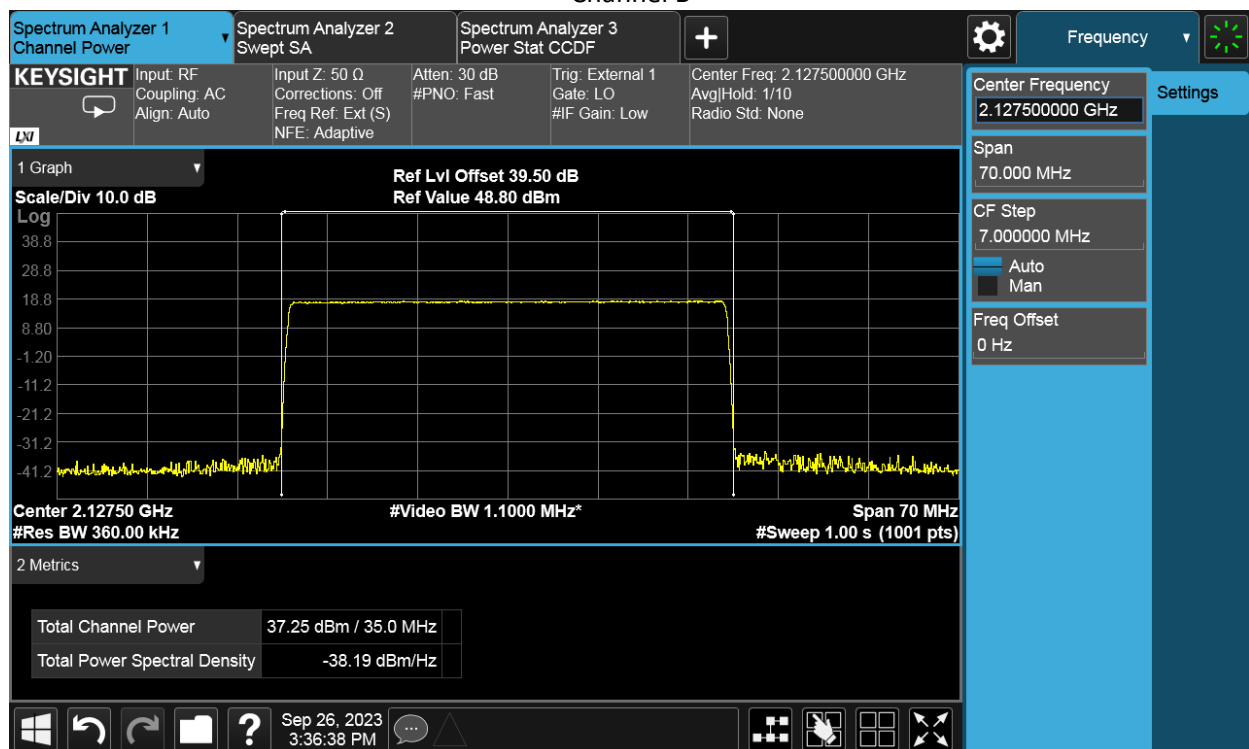 Spectrum Analyzer 1
Channel Power
Spectrum Analyzer 2
Swept SA
Spectrum Analyzer 3
Power Stat CCDF
Frequency
KEYSIGHT
LXI
Input: RF
Coupling: AC
Align: Auto
Input Z: 50 Ω
Corrections: Off
Freq Ref: Ext (S)
NFE: Adaptive
Atten: 30 dB
#PNO: Fast
Trig: External 1
Gate: LO
#IF Gain: Low
Center Freq: 2.127500000 GHz
Avg|Hold: 1/10
Radio Std: None
1 Graph
Scale/Div 10.0 dB
Ref Lvl Offset 39.50 dB
Ref Value 48.80 dBm
Log
38.8
28.8
18.8
8.80
-1.20
-11.2
-21.2
-31.2
-41.2
Center 2.12750 GHz
#Video BW 1.1000 MHz*
Span 70 MHz
#Res BW 360.00 kHz
#Sweep 1.00 s (1001 pts)
2 Metrics
Total Channel Power 37.25 dBm / 35.0 MHz
Total Power Spectral Density -38.19 dBm/Hz
Center Frequency
2.127500000 GHz
Span
70.000 MHz
CF Step
7.000000 MHz
Auto
Man
Freq Offset
0 Hz
Settings
?
Sep 26, 2023
3:36:38 PM